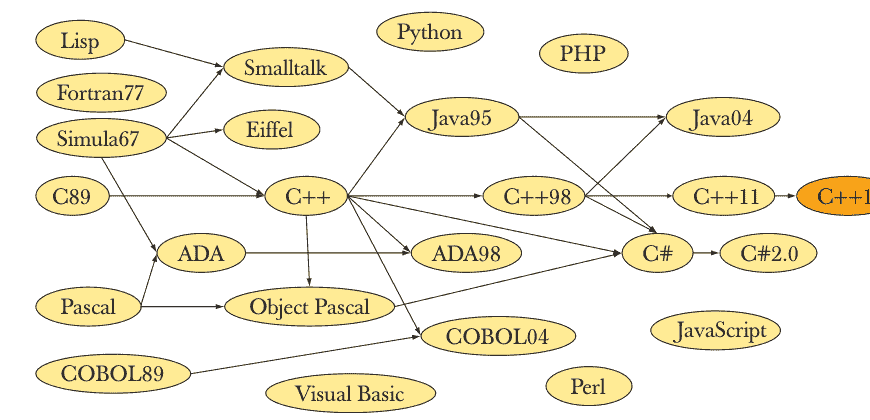 Lisp
Python
PHP
Smalltalk
Fortran77
Java95
Java04
Simula67
Eiffel
C89
C++
C++98
C++11
C++1
ADA
ADA98
C#
C#2.0
Pascal
Object Pascal
COBOL04
JavaScript
COBOL89
Visual Basic
Perl